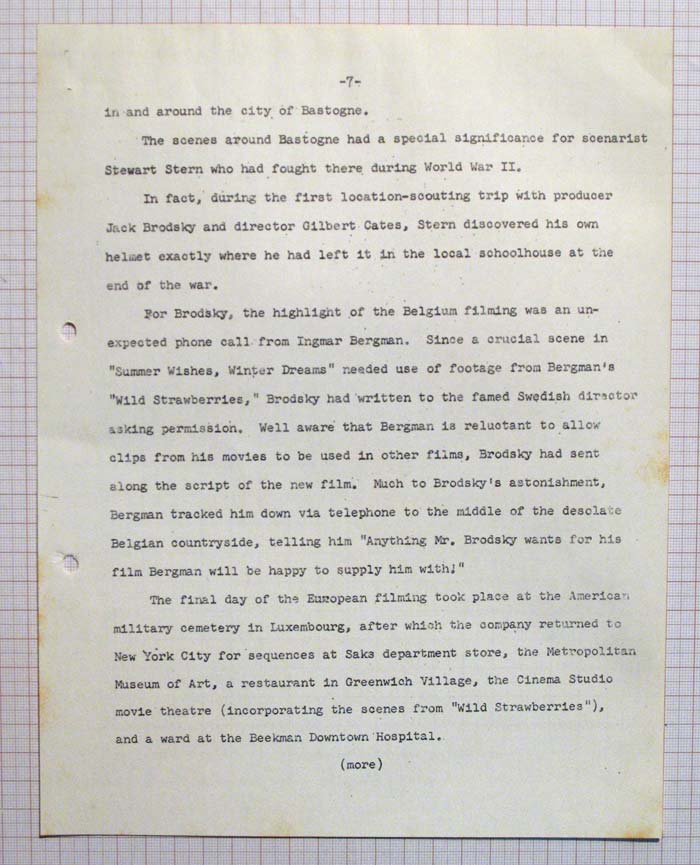 -7-
in and around the city of Bastogne.
The scenes around Bastogne had a special significance for scenarist
Stewart Stern who had fought there during World War II.
In fact, during the first location-scouting trip with producer
Jack Brodsky and director Gilbert Cates, Stern discovered his own
helmet exactly where he had left it in the local schoolhouse at the
end of the war.
For Brodsky, the highlight of the Belgium filming was an un-
expected phone call from Ingmar Bergman. Since a crucial scene in
"Summer Wishes, Winter Dreams" needed use of footage from Bergman's
"Wild Strawberries," Brodsky had written to the famed Swedish director
asking permission. Well aware that Bergman is reluctant to allow
clips from his movies to be used in other films, Brodsky had sent
along the script of the new film. Much to Brodsky's astonishment,
Bergman tracked him down via telephone to the middle of the desolate
Belgian countryside, telling him "Anything Mr. Brodsky wants for his
film Bergman will be happy to supply him with!"
The final day of the European filming took place at the American
military cemetery in Luxembourg, after which the company returned to
New York City for sequences at Saks department store, the Metropolitan
Museum of Art, a restaurant in Greenwich Village, the Cinema Studio
movie theatre (incorporating the scenes from "Wild Strawberries"),
and a ward at the Beekman Downtown Hospital.
(more)